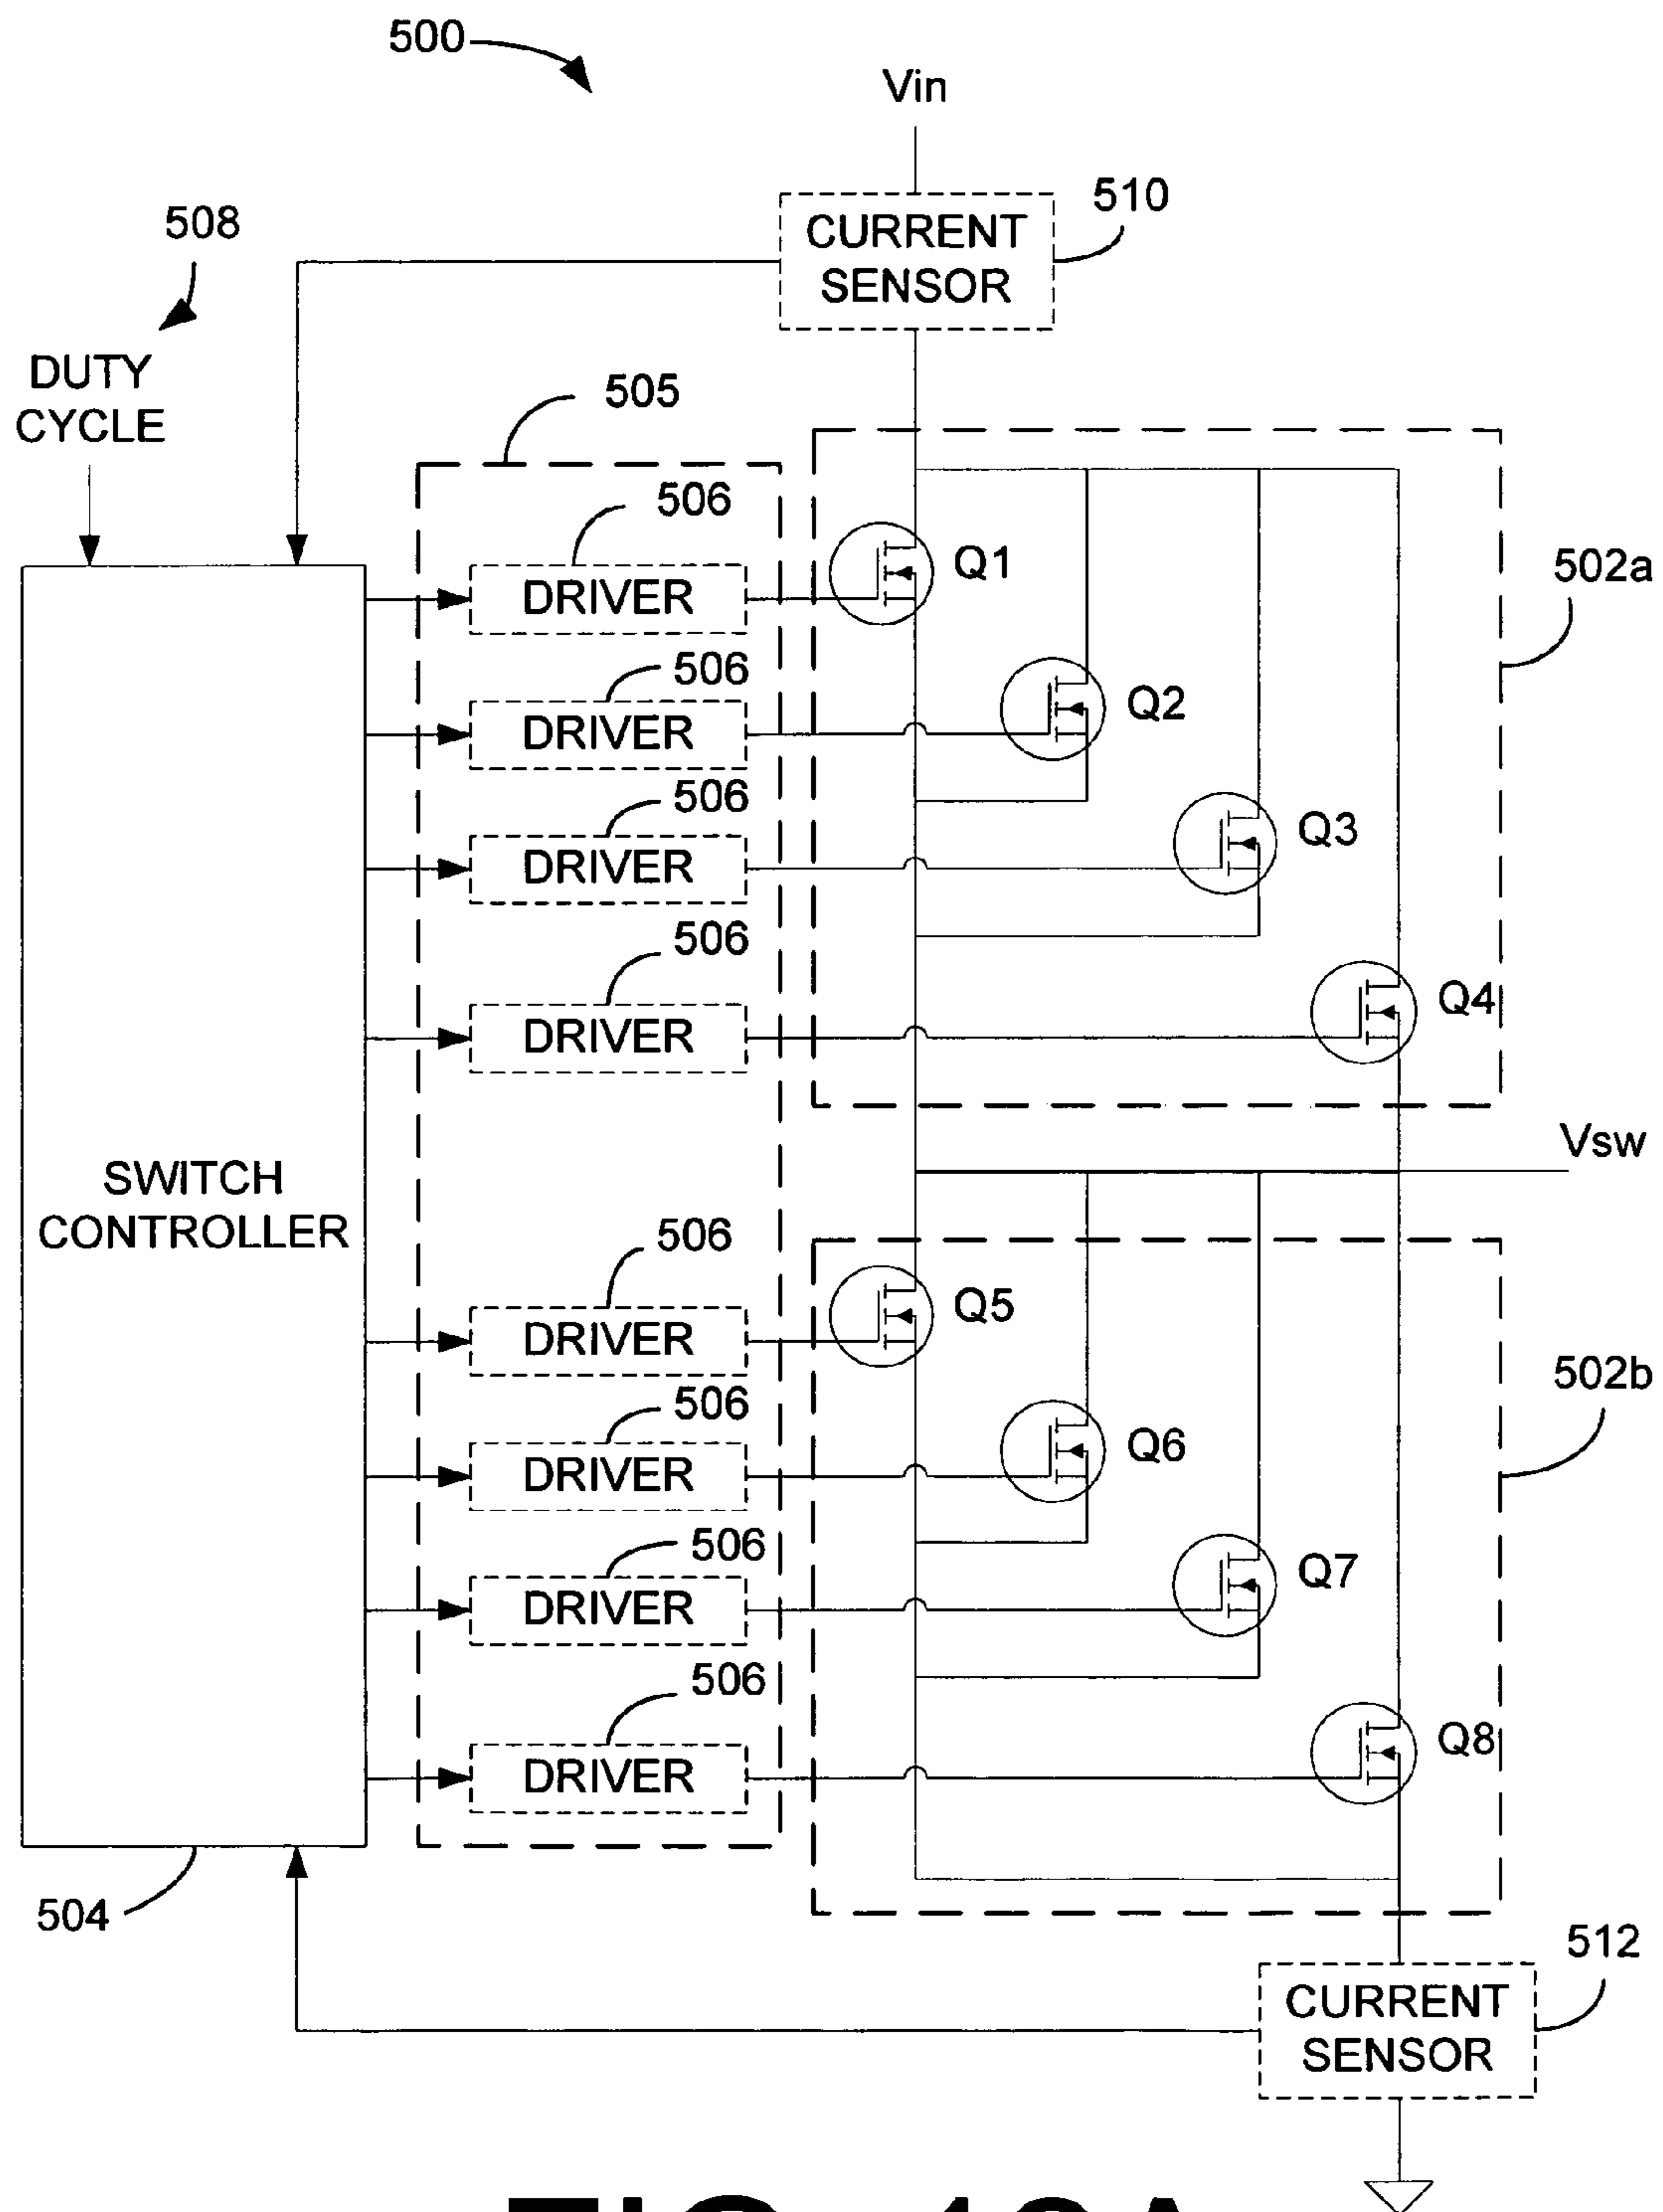 500
Vin
510
CURRENT
SENSOR
508
DUTY
CYCLE
505
506
DRIVER
Q1
502a
506
DRIVER
Q2
506
DRIVER
Q3
506
DRIVER
Q4
Vsw
SWITCH
CONTROLLER
506
DRIVER
Q5
502b
506
DRIVER
Q6
506
DRIVER
Q7
506
DRIVER
Q8
504
512
CURRENT
SENSOR